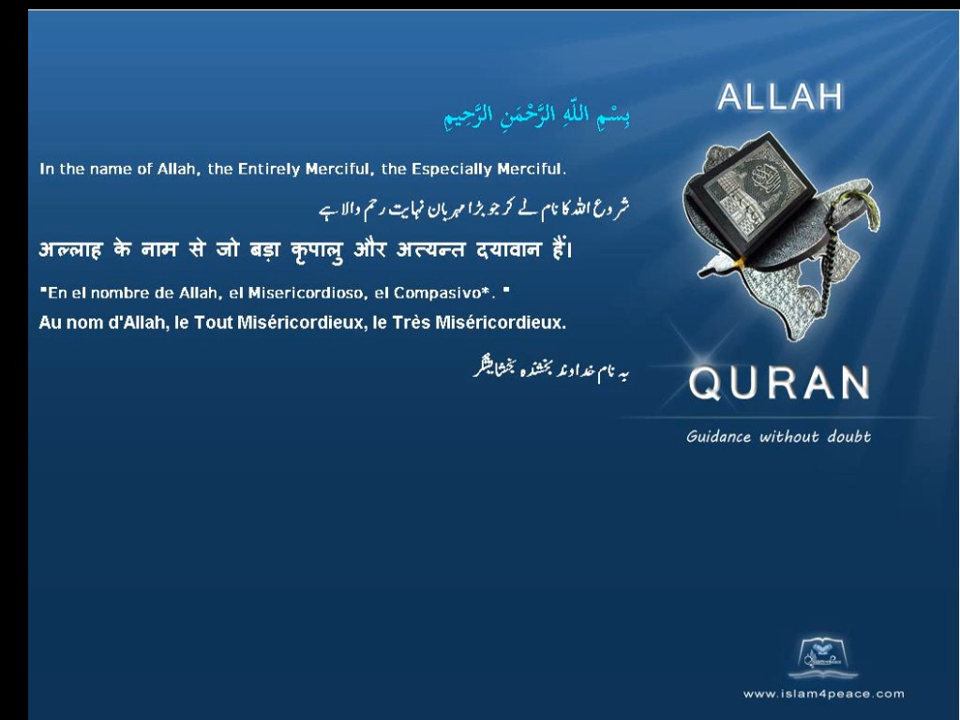 بِسْمِ اللّهِ الرَّحْمَنِ الرَّحِيمِ
In the name of Allah, the Entirely Merciful, the Especially Merciful.
شروع الله کا نام لے کر جو بڑا مہربان نہایت رحم والا ہے
अल्लाह के नाम से जो बड़ा कृपालु और अत्यन्त दयावान हैं।
"En el nombre de Allah, el Misericordioso, el Compasivo*. "
Au nom d'Allah, le Tout Miséricordieux, le Très Miséricordieux.
به نام خداوند بخشنده بخشایشگر
ALLAH
QURAN
Guidance without doubt
www.islam4peace.com